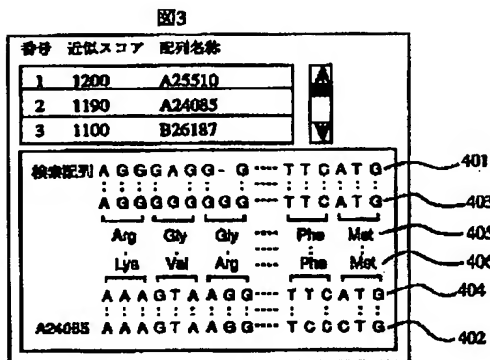 図3
番号 近似スコア 配列名称
1 1200 A25510
2 1190 A24085
3 1100 B26187
検索配列 A G G G A G G - G ---- T T C A T G 401
A G G G G G G G G ---- T T C A T G 403
Arg Gly Gly ---- Phe Met 405
Lys Val Arg ---- Phe Met 406
A A A G T A A G G ---- T T C A T G 404
A24085 A A A G T A A G G ---- T C C C T G 402